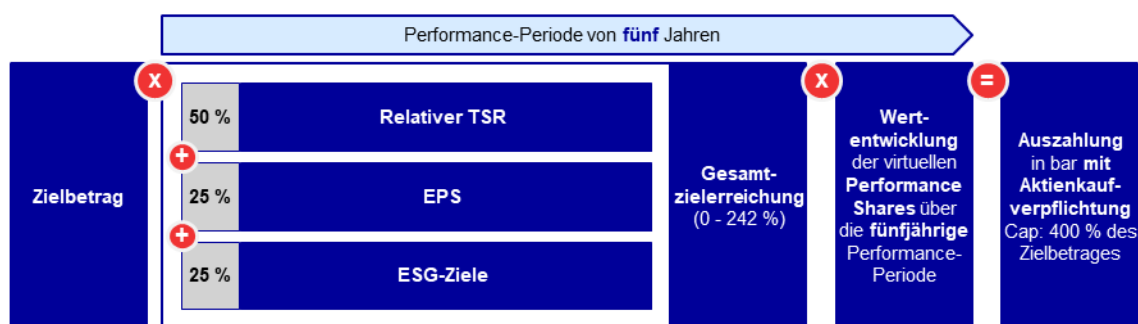 Performance-Periode von fünf Jahren
Zielbetrag
x
50 %
Relativer TSR
+
25 %
EPS
+
25 %
ESG-Ziele
Gesamt-
zielerreichung
(0 - 242 %)
x
Wert-
entwicklung
der virtuellen
Performance
Shares über
die fünfjährige
Performance-
Periode
=
Auszahlung
in bar mit
Aktienkauf-
verpflichtung
Cap: 400 % des
Zielbetrages